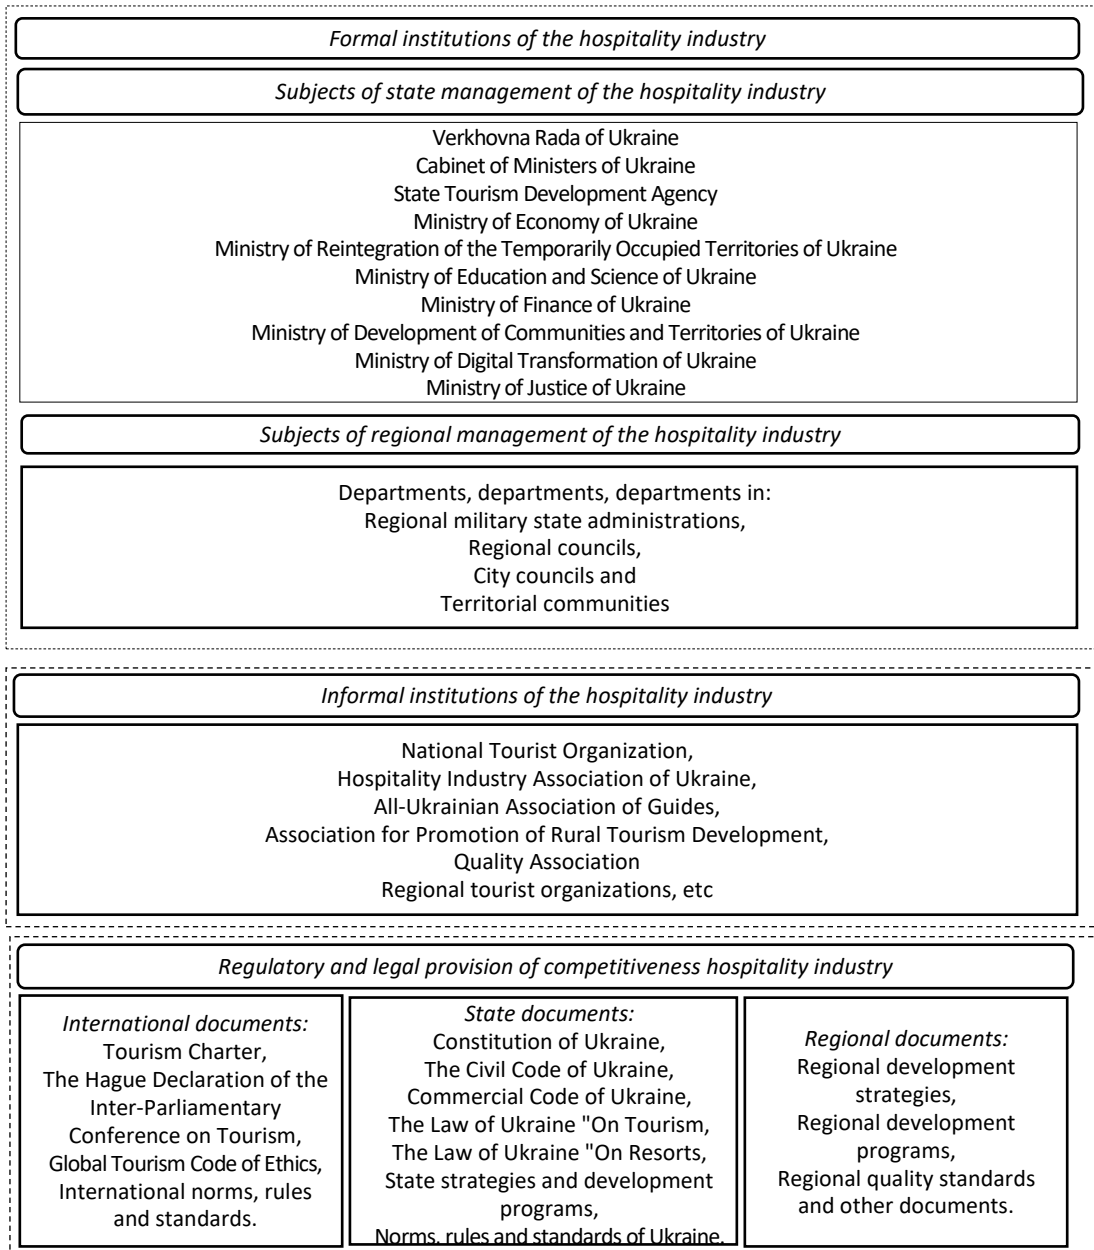 Formal institutions of the hospitality industry
Subjects of state management of the hospitality industry
Verkhovna Rada of Ukraine
Cabinet of Ministers of Ukraine
State Tourism Development Agency
Ministry of Economy of Ukraine
Ministry of Reintegration of the Temporarily Occupied Territories of Ukraine
Ministry of Education and Science of Ukraine
Ministry of Finance of Ukraine
Ministry of Development of Communities and Territories of Ukraine
Ministry of Digital Transformation of Ukraine
Ministry of Justice of Ukraine
Subjects of regional management of the hospitality industry
Departments, departments, departments in:
Regional military state administrations,
Regional councils,
City councils and
Territorial communities
Informal institutions of the hospitality industry
National Tourist Organization,
Hospitality Industry Association of Ukraine,
All-Ukrainian Association of Guides,
Association for Promotion of Rural Tourism Development,
Quality Association
Regional tourist organizations, etc
Regulatory and legal provision of competitiveness hospitality industry
International documents:
Tourism Charter,
The Hague Declaration of the
Inter-Parliamentary
Conference on Tourism,
Global Tourism Code of Ethics,
International norms, rules
and standards.
State documents:
Constitution of Ukraine,
The Civil Code of Ukraine,
Commercial Code of Ukraine,
The Law of Ukraine "On Tourism,
The Law of Ukraine "On Resorts,
State strategies and development
programs,
Norms, rules and standards of Ukraine.
Regional documents:
Regional development
strategies,
Regional development
programs,
Regional quality standards
and other documents.